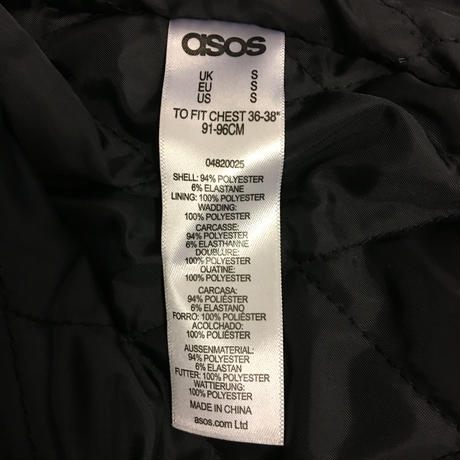 asos
UK S
EU S
US S
TO FIT CHEST 36-38"
91-96CM
04820025
SHELL: 94% POLYESTER
6% ELASTANE
LINING: 100% POLYESTER
WADDING:
100% POLYESTER
CARCASSE:
94% POLYESTER
6% ELASTHANNE
DOUBLURE:
100% POLYESTER
OUATINE:
100% POLYESTER
CARCASA:
94% POLIÉSTER
6% ELASTANO
FORRO: 100% POLIÉSTER
ACOLCHADO:
100% POLIÉSTER
AUSSENMATERIAL:
94% POLYESTER
6% ELASTAN
FUTTER: 100% POLYESTER
WATTIERUNG:
100% POLYESTER
MADE IN CHINA
asos.com Ltd